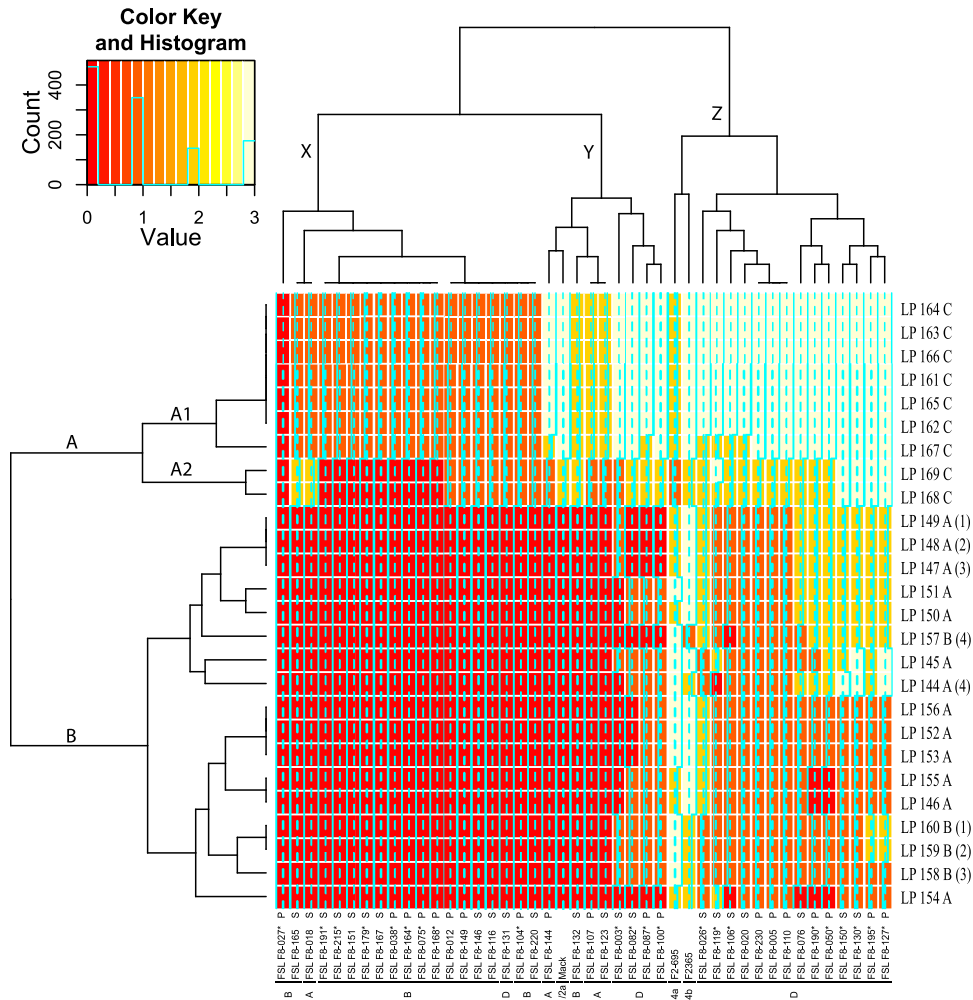 Color Key
and Histogram
Count
0
200
400
0
1
2
3
Value
X
Y
Z
A
A1
A2
B
LP 164 C
LP 163 C
LP 166 C
LP 161 C
LP 165 C
LP 162 C
LP 167 C
LP 169 C
LP 168 C
LP 149 A (1)
LP 148 A (2)
LP 147 A (3)
LP 151 A
LP 150 A
LP 157 B (4)
LP 145 A
LP 144 A (4)
LP 156 A
LP 152 A
LP 153 A
LP 155 A
LP 146 A
LP 160 B (1)
LP 159 B (2)
LP 158 B (3)
LP 154 A
FSL F8-027* P
FSL F8-165 S
FSL F8-018 S
FSL F8-191* S
FSL F8-215* S
FSL F8-151 S
FSL F8-179* S
FSL F8-167 S
FSL F8-038* P
FSL F8-164* P
FSL F8-075* P
FSL F8-168* P
FSL F8-012 P
FSL F8-149 P
FSL F8-146 S
FSL F8-116 S
FSL F8-131 S
FSL F8-104* P
FSL F8-220 S
FSL F8-144 P
Mack
FSL F8-132 S
FSL F8-107 P
FSL F8-123 S
FSL F8-003* S
FSL F8-082* S
FSL F8-087* P
FSL F8-100* P
F2-695
F2365
FSL F8-026* S
FSL F8-119* S
FSL F8-106* S
FSL F8-020 S
FSL F8-230 P
FSL F8-005 P
FSL F8-110 P
FSL F8-076 S
FSL F8-190* P
FSL F8-050* P
FSL F8-150* S
FSL F8-130* S
FSL F8-195* P
FSL F8-127* P
B
A
B
D
B
A
/2a
B
A
D
4a
4b
D